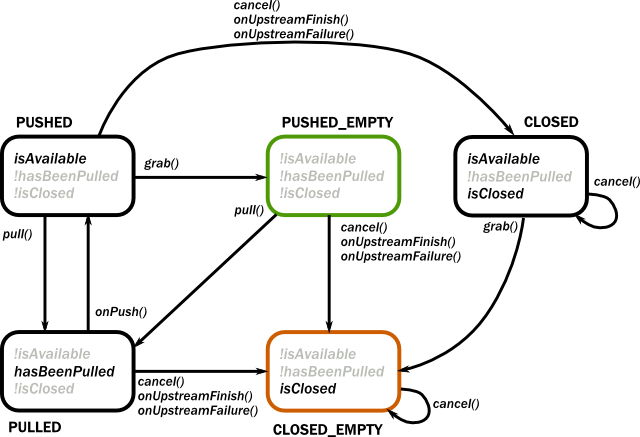 cancel()
onUpstreamFinish()
onUpstreamFailure()
PUSHED
PUSHED_EMPTY
CLOSED
isAvailable
!hasBeenPulled
!isClosed
grab()
!isAvailable
!hasBeenPulled
!isClosed
isAvailable
!hasBeenPulled
isClosed
cancel()
pull()
pull()
cancel()
onUpstreamFinish()
onUpstreamFailure()
grab()
onPush()
!isAvailable
hasBeenPulled
!isClosed
cancel()
onUpstreamFinish()
onUpstreamFailure()
!isAvailable
!hasBeenPulled
isClosed
cancel()
PULLED
CLOSED_EMPTY